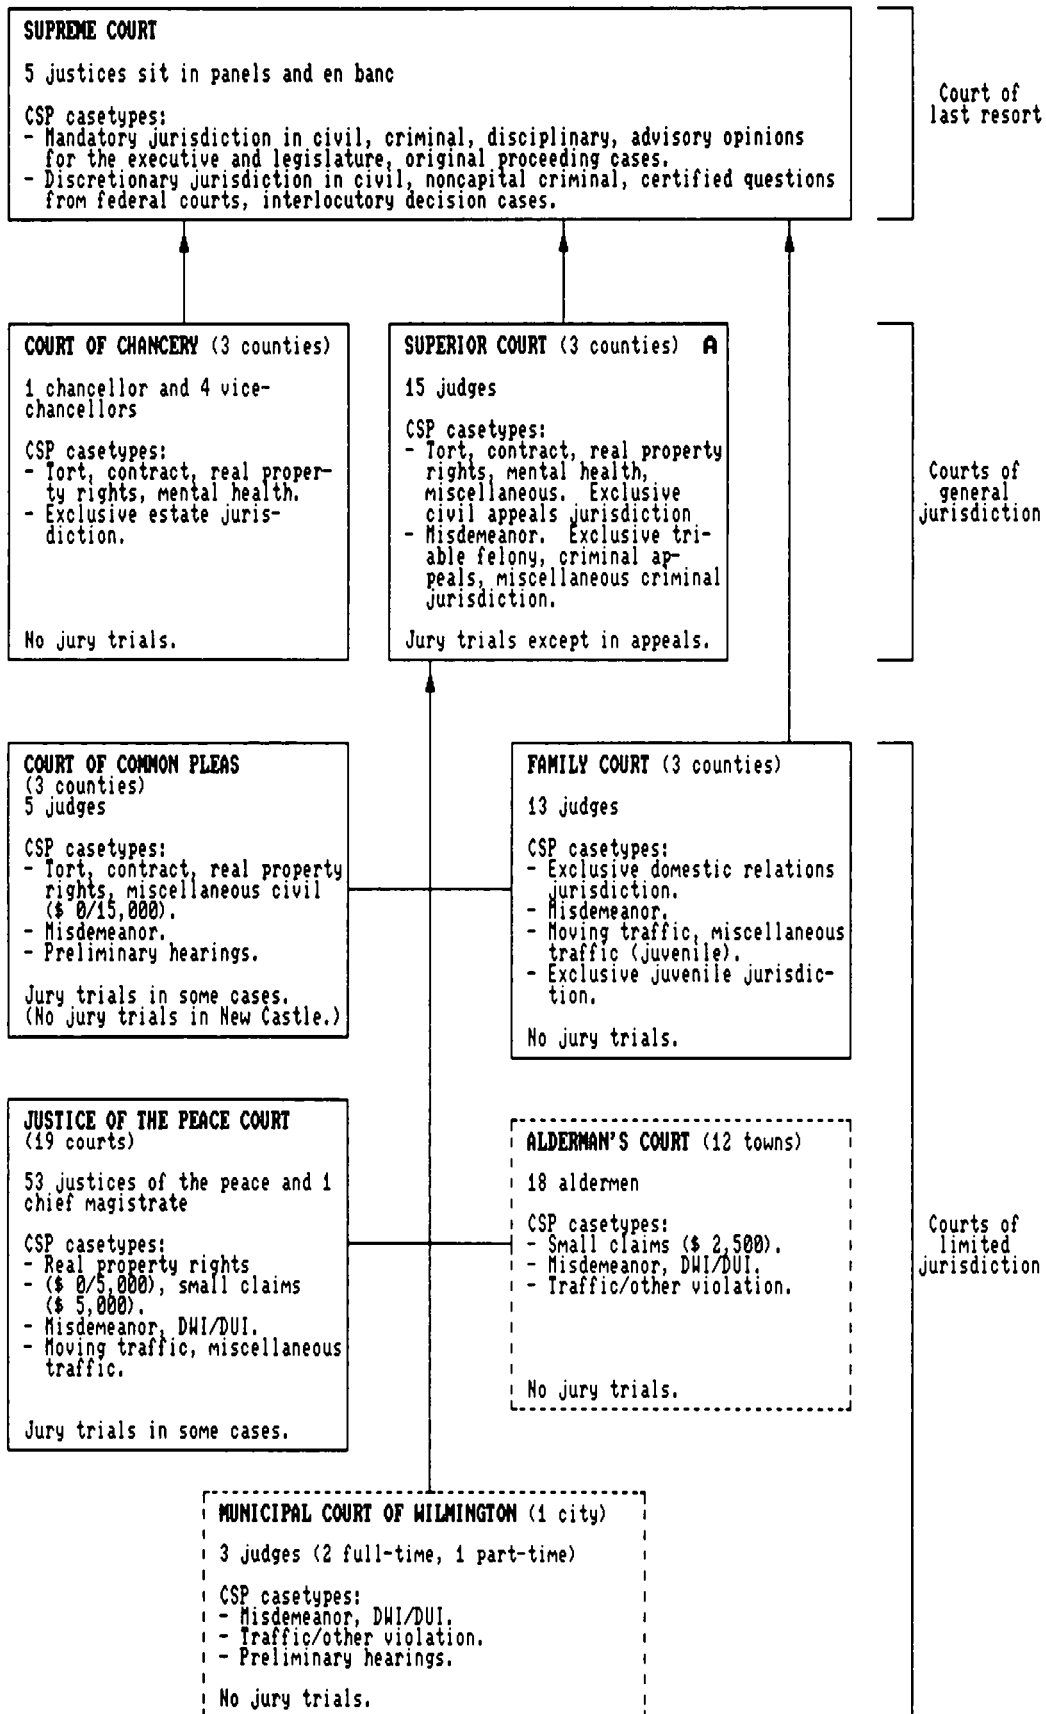 SUPREME COURT
5 justices sit in panels and en banc
CSP casetypes:
- Mandatory jurisdiction in civil, criminal, disciplinary, advisory opinions
for the executive and legislature, original proceeding cases.
- Discretionary jurisdiction in civil, noncapital criminal, certified questions
from federal courts, interlocutory decision cases.
Court of
last resort
COURT OF CHANCERY (3 counties)
1 chancellor and 4 vice-
chancellors
CSP casetypes:
- Tort, contract, real proper-
ty rights, mental health.
- Exclusive estate juris-
diction.
No jury trials.
SUPERIOR COURT (3 counties) A
15 judges
CSP casetypes:
- Tort, contract, real property
rights, mental health,
miscellaneous. Exclusive
civil appeals jurisdiction
- Misdemeanor. Exclusive tri-
able felony, criminal ap-
peals, miscellaneous criminal
jurisdiction.
Jury trials except in appeals.
Courts of
general
jurisdiction
COURT OF COMMON PLEAS
(3 counties)
5 judges
CSP casetypes:
- Tort, contract, real property
rights, miscellaneous civil
($ 0/15,000).
- Misdemeanor.
- Preliminary hearings.
Jury trials in some cases.
(No jury trials in New Castle.)
FAMILY COURT (3 counties)
13 judges
CSP casetypes:
- Exclusive domestic relations
jurisdiction.
- Misdemeanor.
- Moving traffic, miscellaneous
traffic (juvenile).
- Exclusive juvenile jurisdic-
tion.
No jury trials.
JUSTICE OF THE PEACE COURT
(19 courts)
53 justices of the peace and 1
chief magistrate
CSP casetypes:
- Real property rights
- ($ 0/5,000), small claims
($ 5,000).
- Misdemeanor, DWI/DUI.
- Moving traffic, miscellaneous
traffic.
Jury trials in some cases.
ALDERMAN'S COURT (12 towns)
18 aldermen
CSP casetypes:
- Small claims ($ 2,500).
- Misdemeanor, DWI/DUI.
- Traffic/other violation.
No jury trials.
Courts of
limited
jurisdiction
MUNICIPAL COURT OF WILMINGTON (1 city)
3 judges (2 full-time, 1 part-time)
CSP casetypes:
- Misdemeanor, DWI/DUI.
- Traffic/other violation.
- Preliminary hearings.
No jury trials.